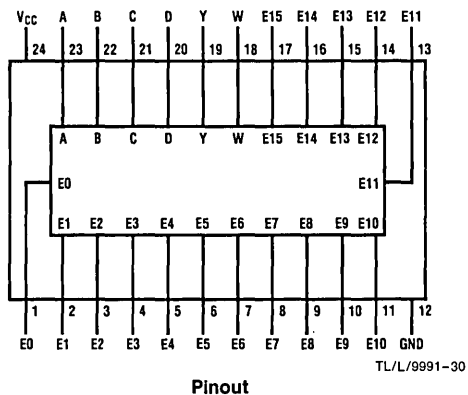 VCC A B C D Y W E15 E14 E13 E12 E11
24 23 22 21 20 19 18 17 16 15 14 13
A B C D Y W E15 E14 E13 E12
E0 E11
E1 E2 E3 E4 E5 E6 E7 E8 E9 E10
1 2 3 4 5 6 7 8 9 10 11 12
E0 E1 E2 E3 E4 E5 E6 E7 E8 E9 E10 GND
TL/L/9991-30
Pinout